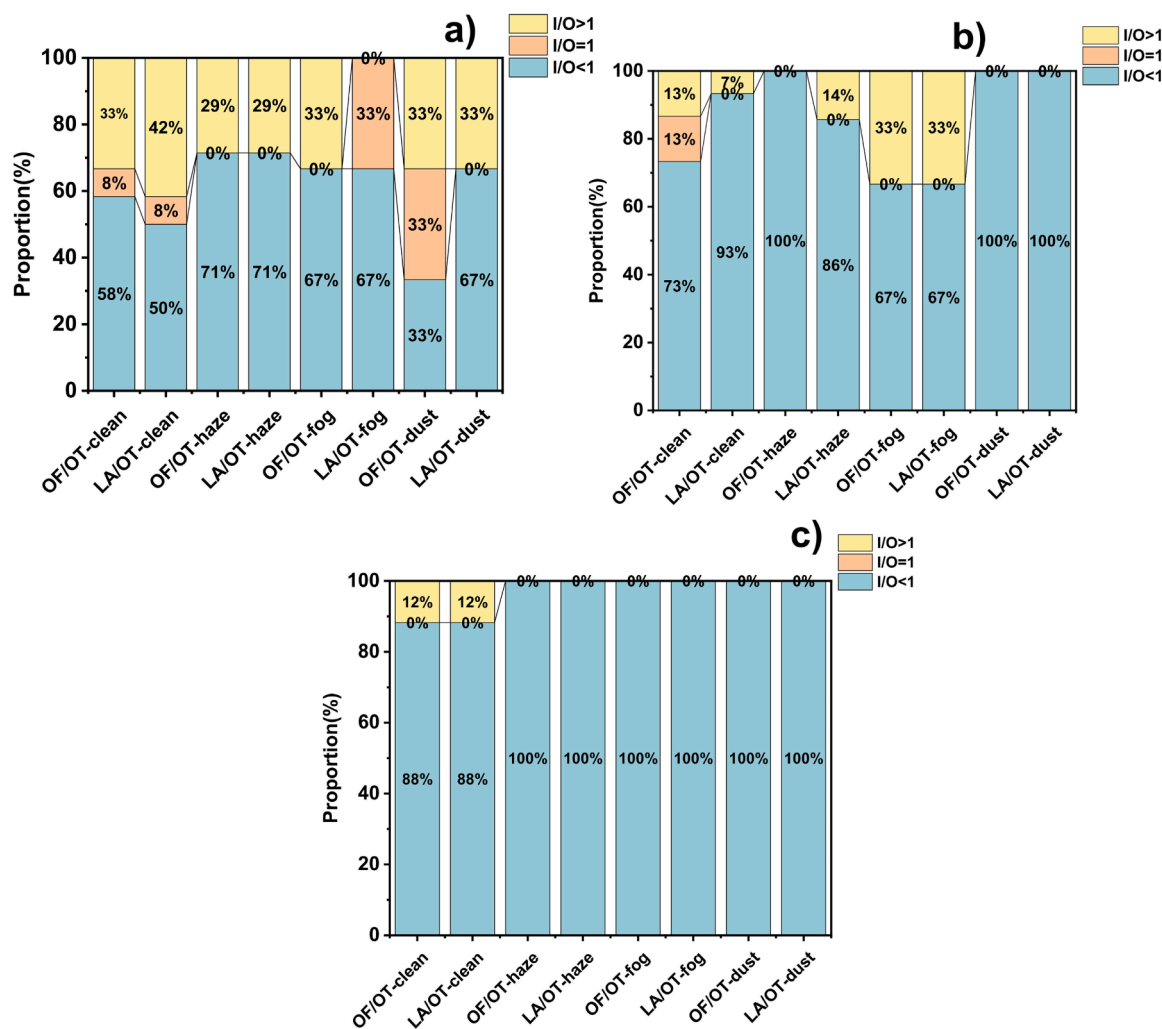 a)
I/O>1
I/O=1
I/O<1
Proportion(%)
100
80
60
40
20
0
33%
42%
29%
29%
33%
0%
33%
33%
33%
8%
8%
0%
0%
0%
33%
0%
58%
50%
71%
71%
67%
67%
33%
67%
OF/OT-clean
LA/OT-clean
OF/OT-haze
LA/OT-haze
OF/OT-fog
LA/OT-fog
OF/OT-dust
LA/OT-dust
b)
I/O>1
I/O=1
I/O<1
Proportion(%)
100
80
60
40
20
0
13%
7%
0%
14%
33%
33%
0%
0%
13%
0%
0%
0%
0%
73%
93%
100%
86%
67%
67%
100%
100%
OF/OT-clean
LA/OT-clean
OF/OT-haze
LA/OT-haze
OF/OT-fog
LA/OT-fog
OF/OT-dust
LA/OT-dust
c)
I/O>1
I/O=1
I/O<1
Proportion(%)
100
80
60
40
20
0
12%
12%
0%
0%
0%
0%
0%
0%
0%
0%
88%
88%
100%
100%
100%
100%
100%
100%
OF/OT-clean
LA/OT-clean
OF/OT-haze
LA/OT-haze
OF/OT-fog
LA/OT-fog
OF/OT-dust
LA/OT-dust